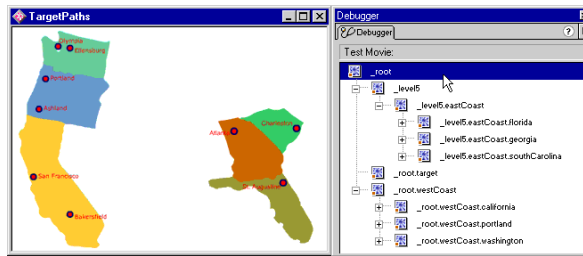 TargetPaths
Olympia
Ellensburg
Portland
Ashland
San Francisco
Bakersfield
Charleston
Atlanta
St. Augustine
Debugger
Debugger
?
Test Movie:
_root
_level5
_level5.eastCoast
_level5.eastCoast.florida
_level5.eastCoast.georgia
_level5.eastCoast.southCarolina
_root.target
_root.westCoast
_root.westCoast.california
_root.westCoast.portland
_root.westCoast.washington